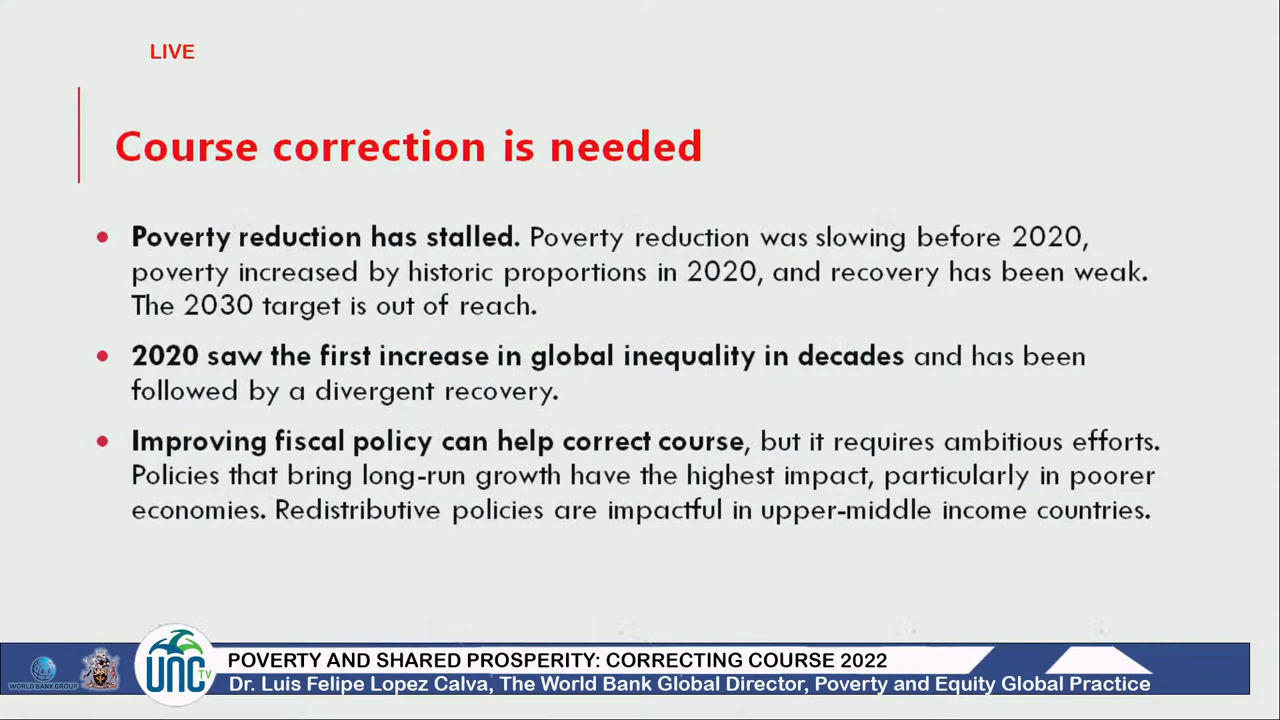 LIVE
Course correction is needed
• Poverty reduction has stalled. Poverty reduction was slowing before 2020,
poverty increased by historic proportions in 2020, and recovery has been weak.
The 2030 target is out of reach.
• 2020 saw the first increase in global inequality in decades and has been
followed by a divergent recovery.
• Improving fiscal policy can help correct course, but it requires ambitious efforts.
Policies that bring long-run growth have the highest impact, particularly in poorer
economies. Redistributive policies are impactful in upper-middle income countries.
WORLD BANK GROUP
UNC TV
POVERTY AND SHARED PROSPERITY: CORRECTING COURSE 2022
Dr. Luis Felipe Lopez Calva, The World Bank Global Director, Poverty and Equity Global Practice